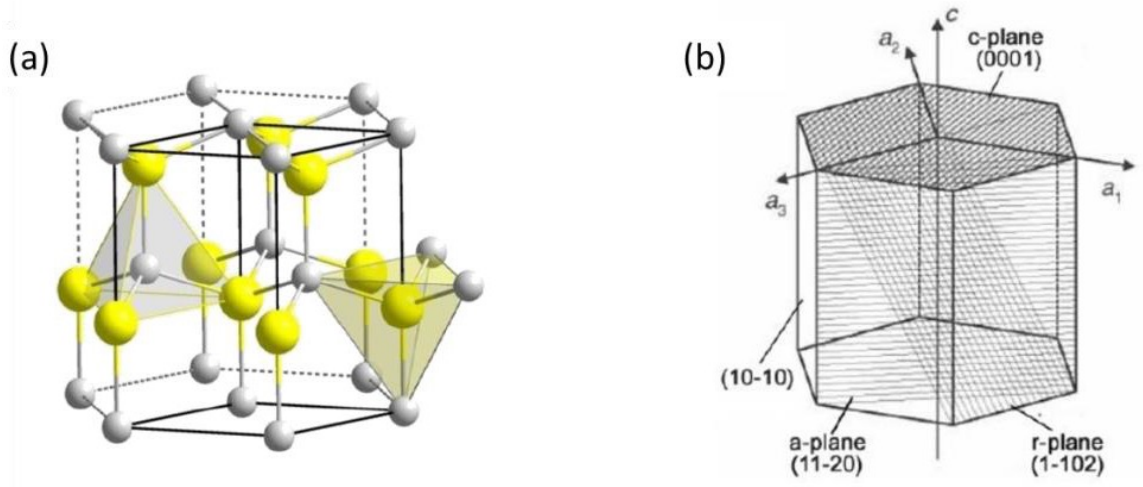 (a)
(b)
c
a2
c-plane
(0001)
a3
a1
(10-10)
a-plane
(11-20)
r-plane
(1-102)